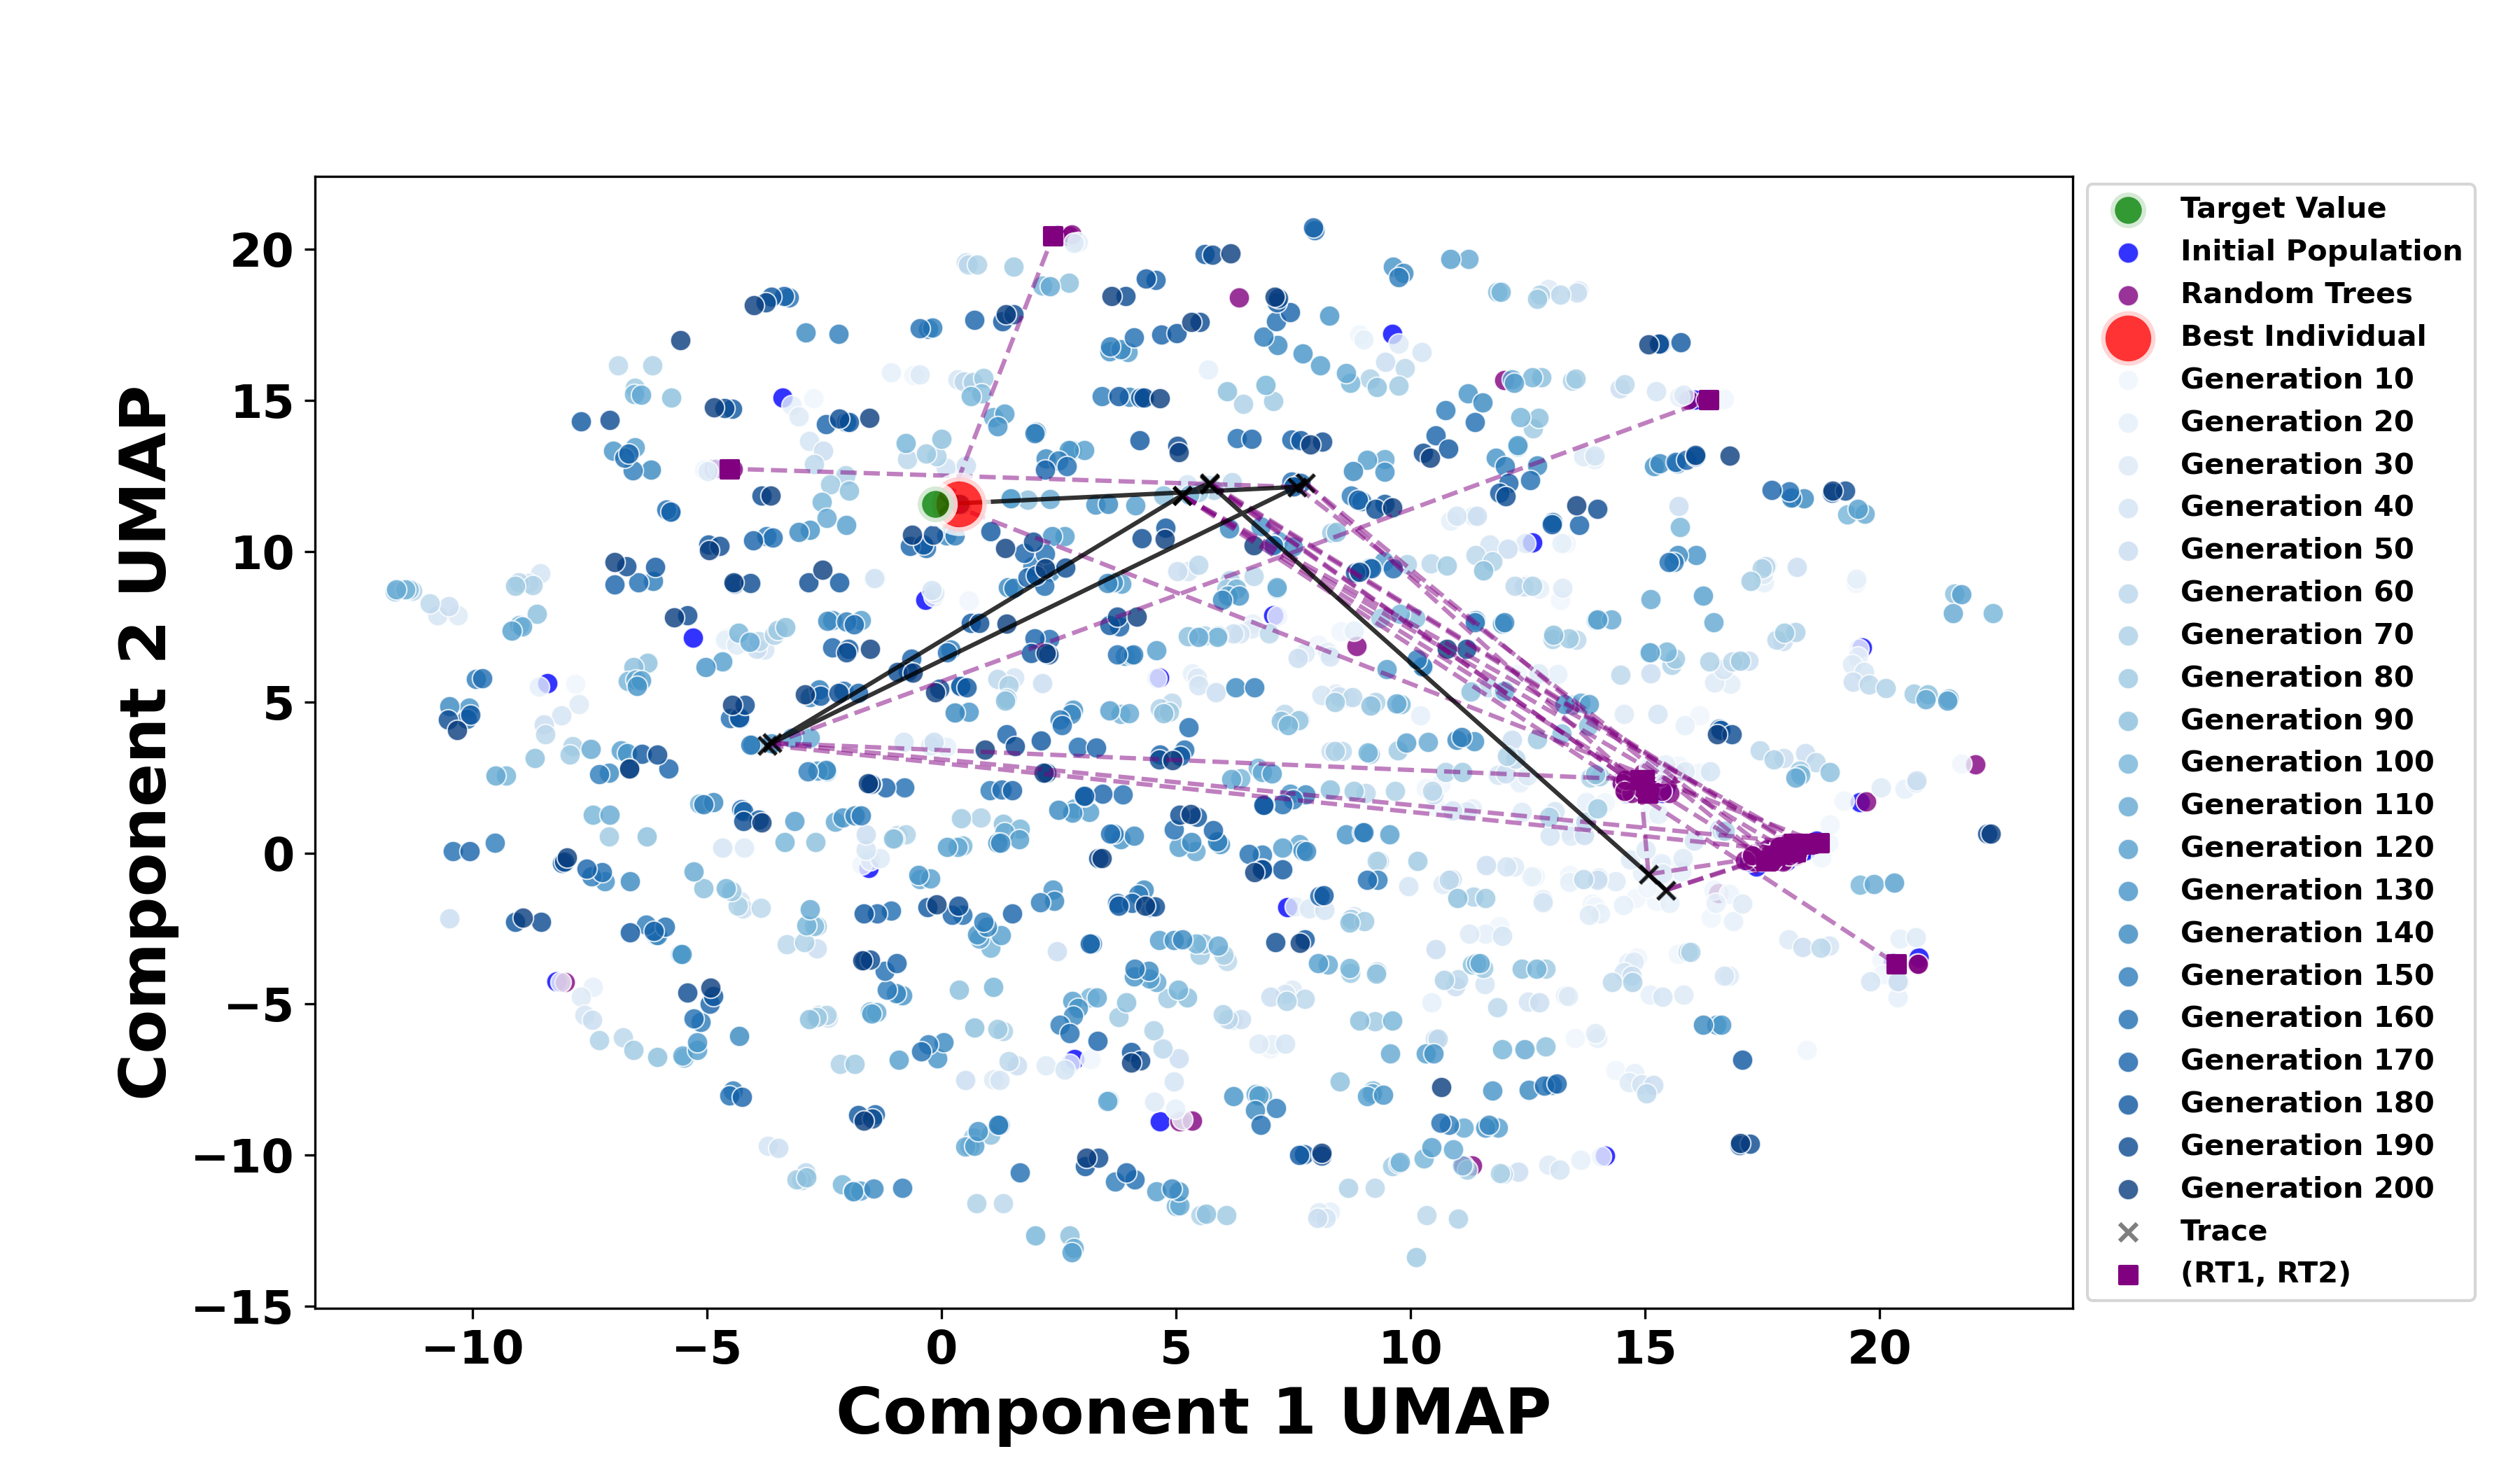 Component 2 UMAP
20
15
10
5
0
−5
−10
−15
−10
−5
0
5
10
15
20
Component 1 UMAP
Target Value
Initial Population
Random Trees
Best Individual
Generation 10
Generation 20
Generation 30
Generation 40
Generation 50
Generation 60
Generation 70
Generation 80
Generation 90
Generation 100
Generation 110
Generation 120
Generation 130
Generation 140
Generation 150
Generation 160
Generation 170
Generation 180
Generation 190
Generation 200
Trace
(RT1, RT2)